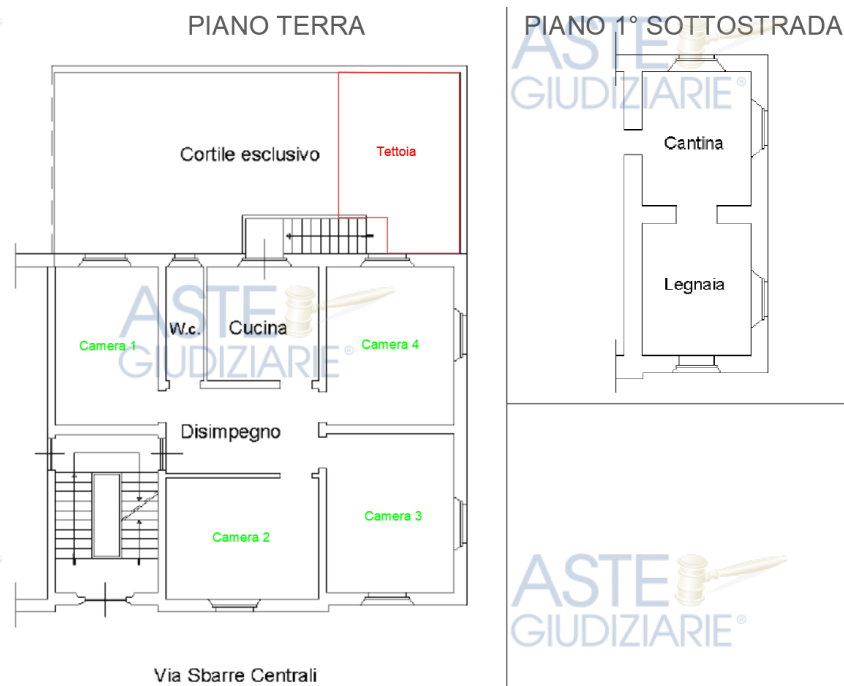 PIANO TERRA
PIANO 1° SOTTOSTRADA
ASTE
GIUDIZIARIE®
Cortile esclusivo
Tettoia
Cantina
Legnaia
ASTE
GIUDIZIARIE®
W.c.
Cucina
Camera 1
Camera 4
Disimpegno
Camera 2
Camera 3
ASTE
GIUDIZIARIE®
Via Sbarre Centrali